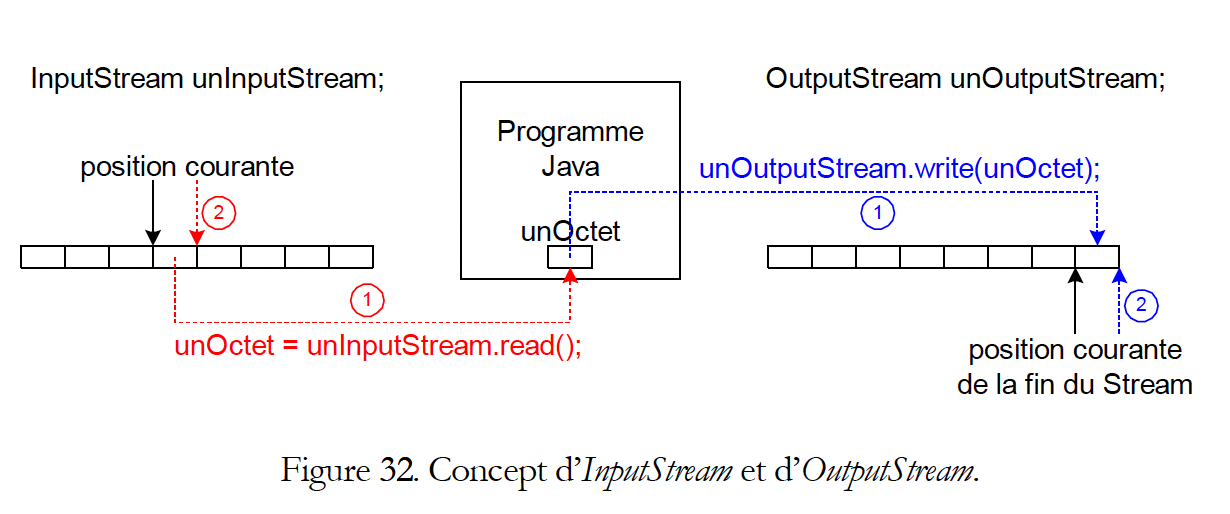 InputStream unInputStream;
OutputStream unOutputStream;
Programme
Java
position courante
unOutputStream.write(unOctet);
2
1
unOctet
1
2
unOctet = unInputStream.read();
position courante
de la fin du Stream
Figure 32. Concept d’InputStream et d’OutputStream.